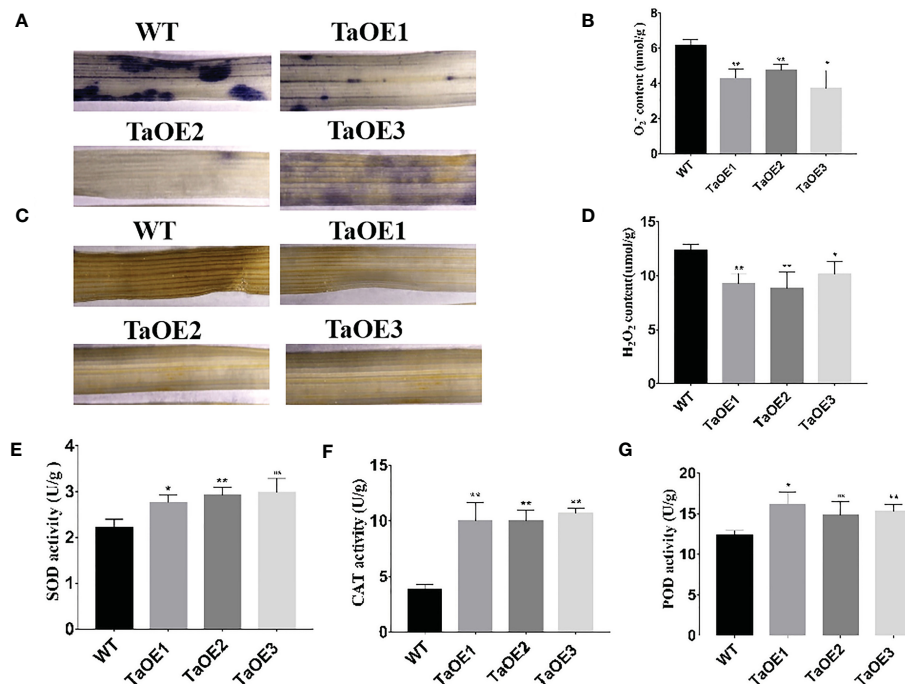 A
WT
TaOE1
TaOE2
TaOE3
B
O₂⁻ content (umol/g)
8
6
4
2
0
**
**
*
WT
TaOE1
TaOE2
TaOE3
C
WT
TaOE1
TaOE2
TaOE3
D
H₂O₂ content(umol/g)
15
10
5
0
**
**
*
WT
TaOE1
TaOE2
TaOE3
E
SOD activity (U/g)
4
3
2
1
0
*
**
WT
TaOE1
TaOE2
TaOE3
F
CAT activity (U/g)
15
10
5
0
**
**
**
WT
TaOE1
TaOE2
TaOE3
G
POD activity (U/g)
20
15
10
5
0
*
**
WT
TaOE1
TaOE2
TaOE3